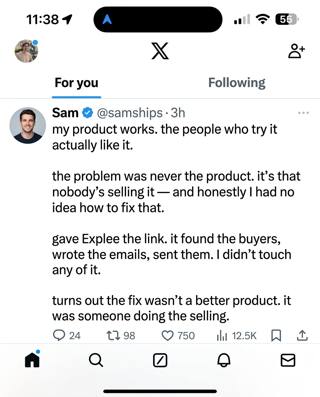 11:38
56
For you
Following
Sam @samships · 3h
my product works. the people who try it
actually like it.
the problem was never the product. it’s that
nobody’s selling it — and honestly I had no
idea how to fix that.
gave Explee the link. it found the buyers,
wrote the emails, sent them. I didn’t touch
any of it.
turns out the fix wasn’t a better product. it
was someone doing the selling.
24 98 750 12.5K